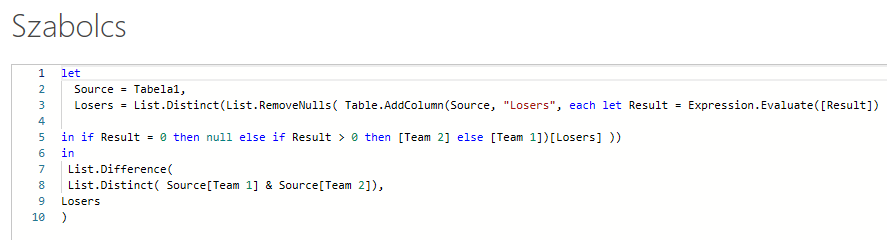 Szabolcs
1 let
2 Source = Tabela1,
3 Losers = List.Distinct(List.RemoveNulls( Table.AddColumn(Source, "Losers", each let Result = Expression.Evaluate([Result])
4
5 in if Result = 0 then null else if Result > 0 then [Team 2] else [Team 1])[Losers] ))
6 in
7 List.Difference(
8 List.Distinct( Source[Team 1] & Source[Team 2]),
9 Losers
10 )